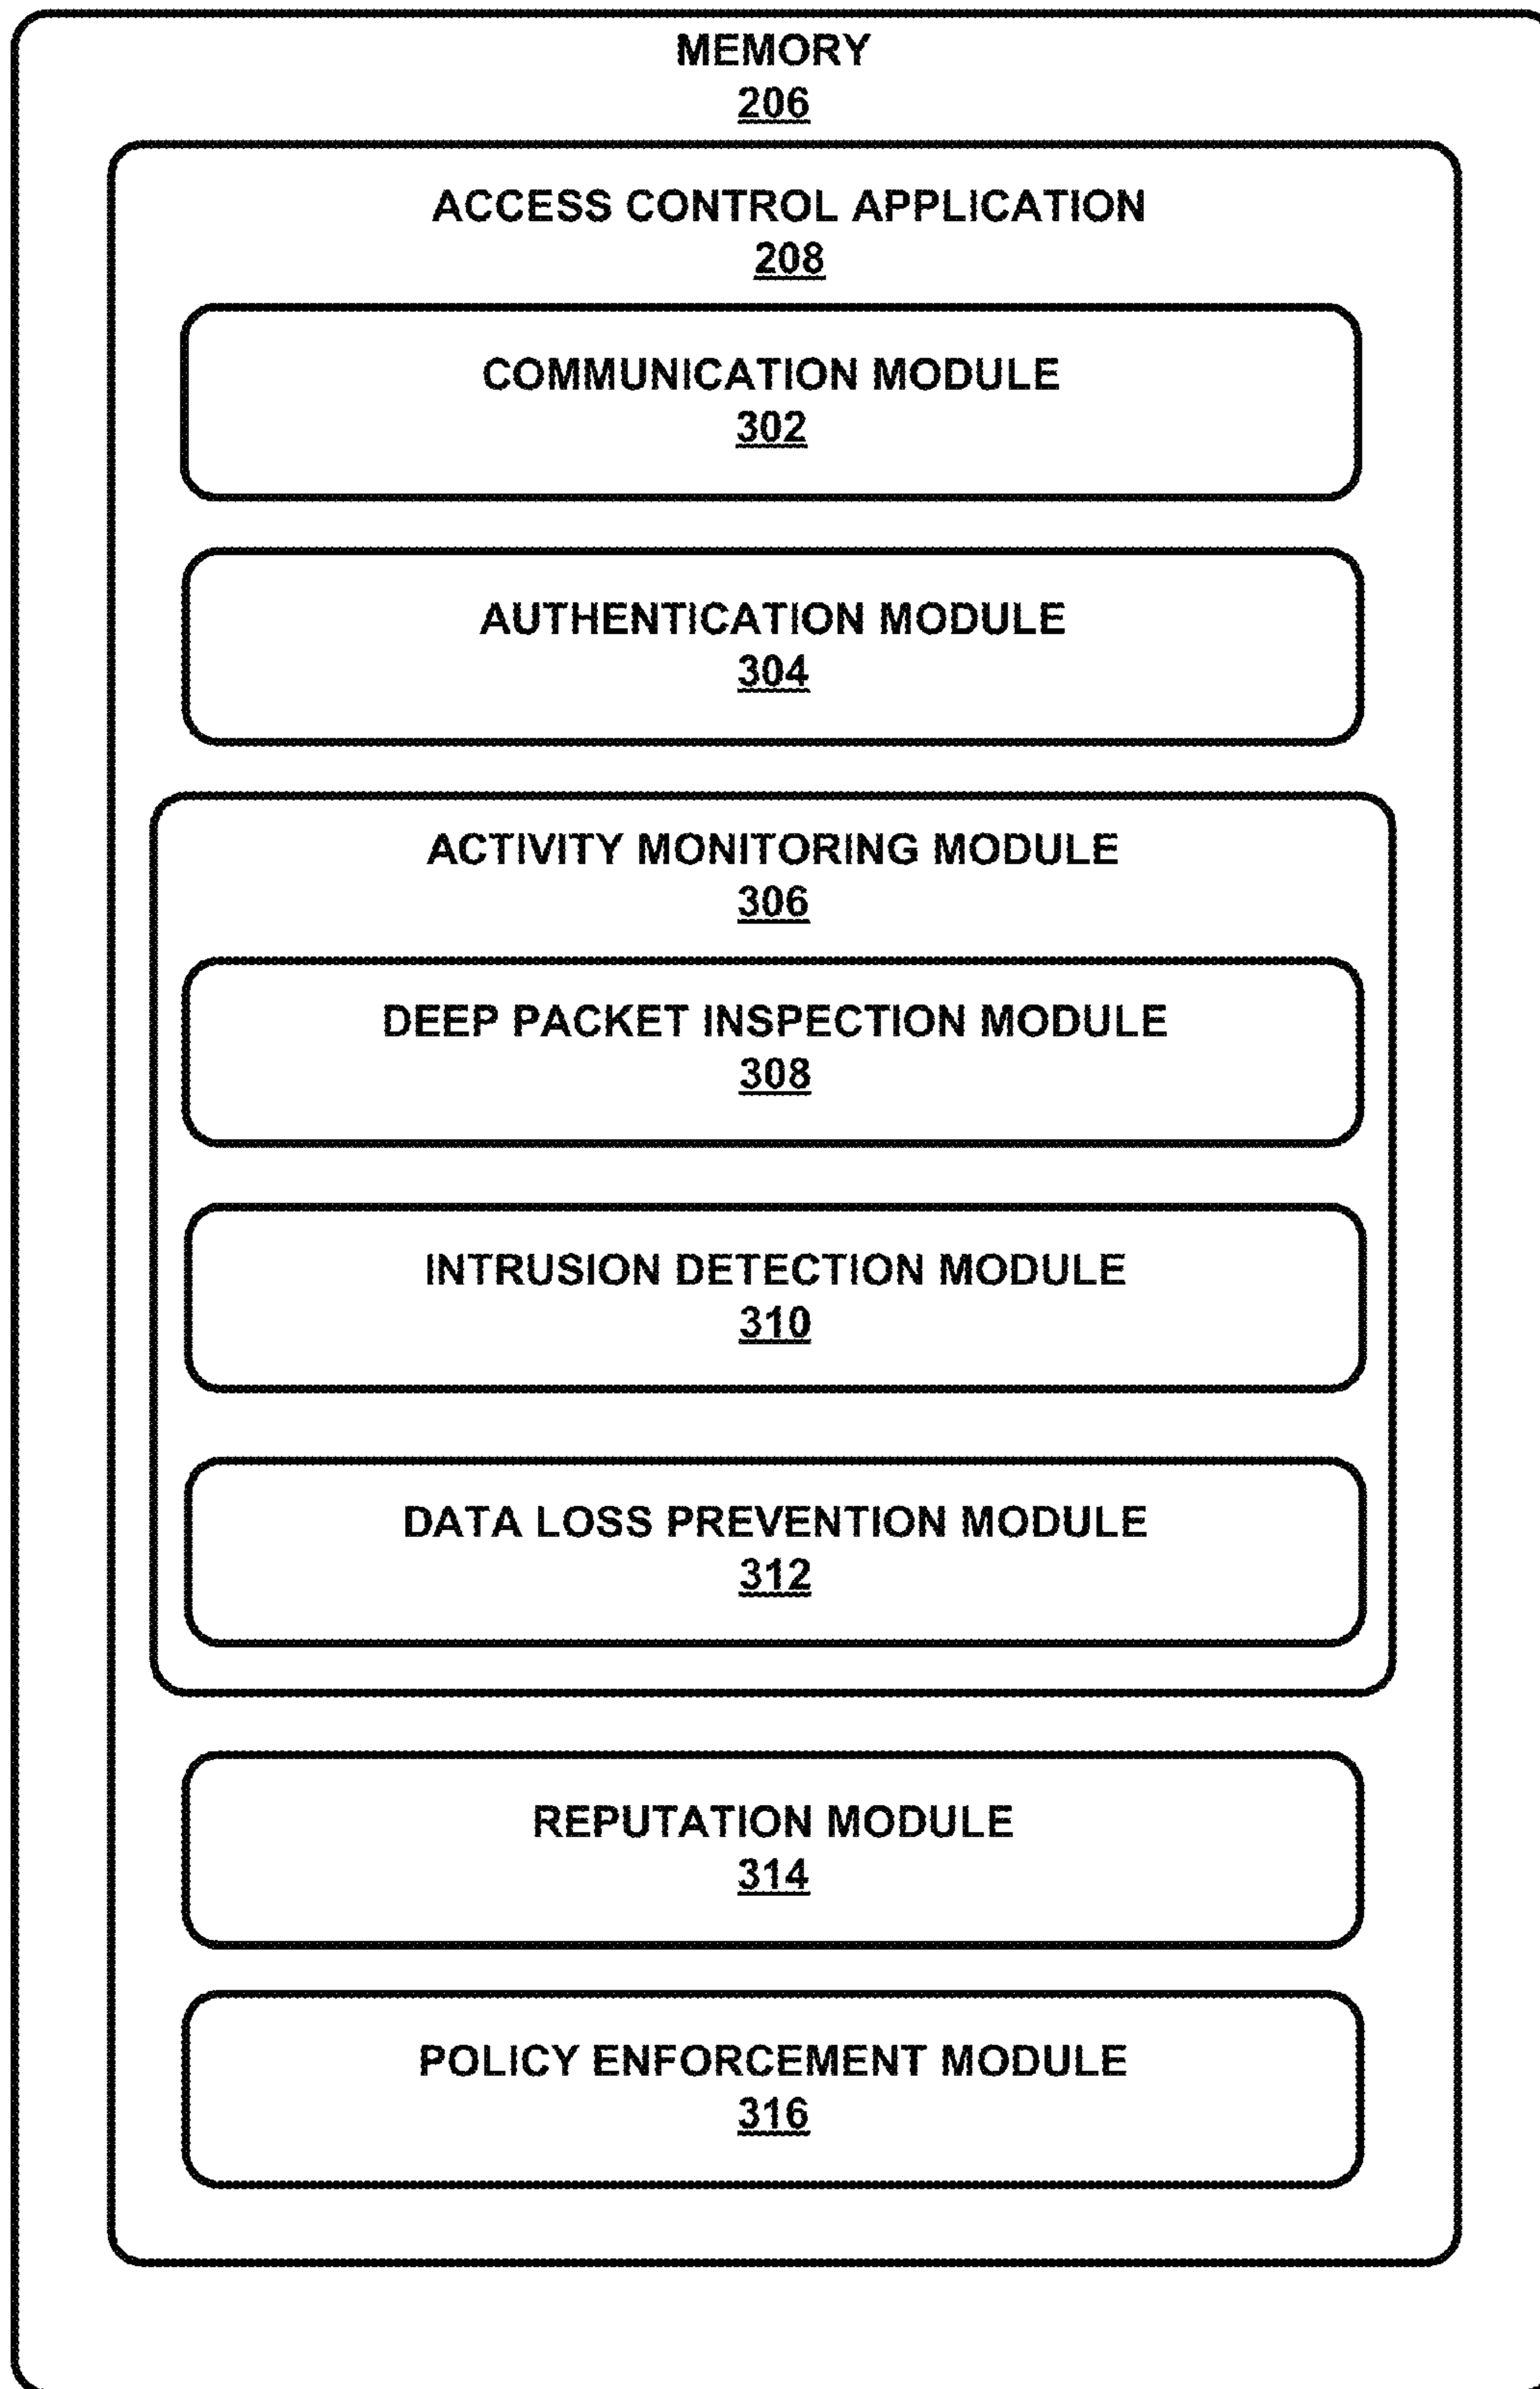 MEMORY
206
ACCESS CONTROL APPLICATION
208
COMMUNICATION MODULE
302
AUTHENTICATION MODULE
304
ACTIVITY MONITORING MODULE
306
DEEP PACKET INSPECTION MODULE
308
INTRUSION DETECTION MODULE
310
DATA LOSS PREVENTION MODULE
312
REPUTATION MODULE
314
POLICY ENFORCEMENT MODULE
316